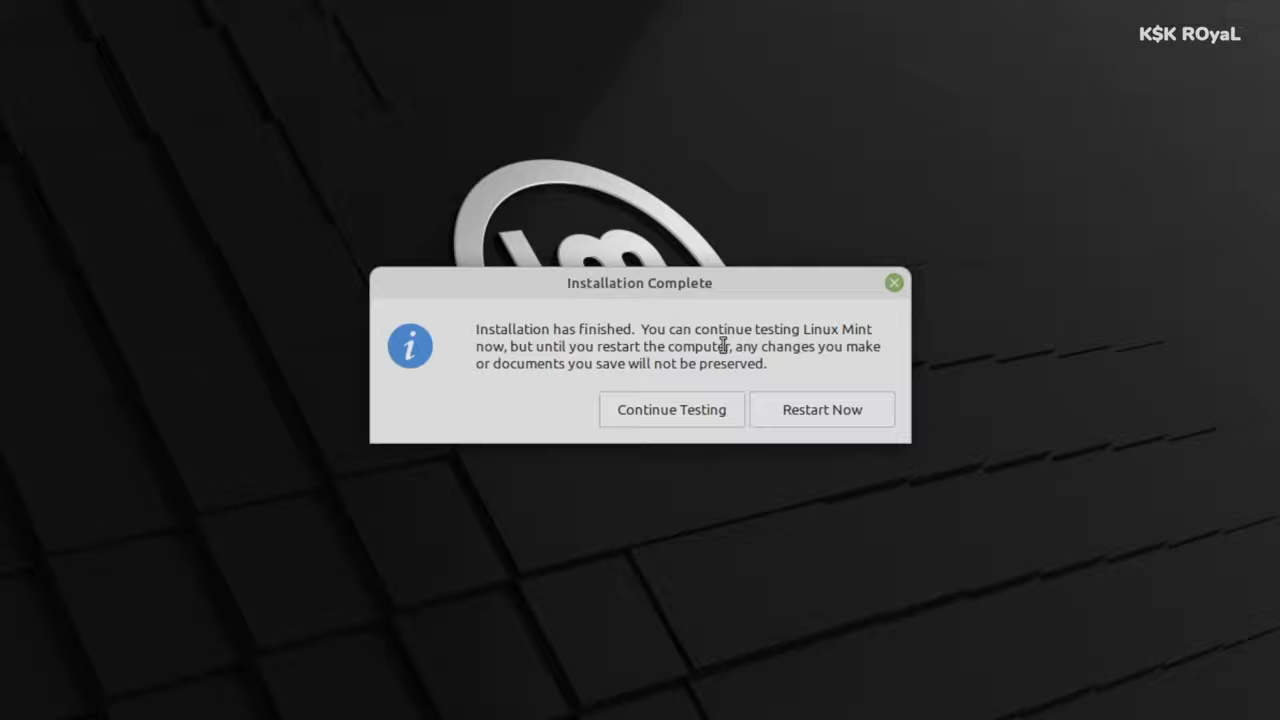 K$K ROyaL
Installation Complete
Installation has finished.  You can continue testing Linux Mint
now, but until you restart the computer, any changes you make
or documents you save will not be preserved.
Continue Testing
Restart Now